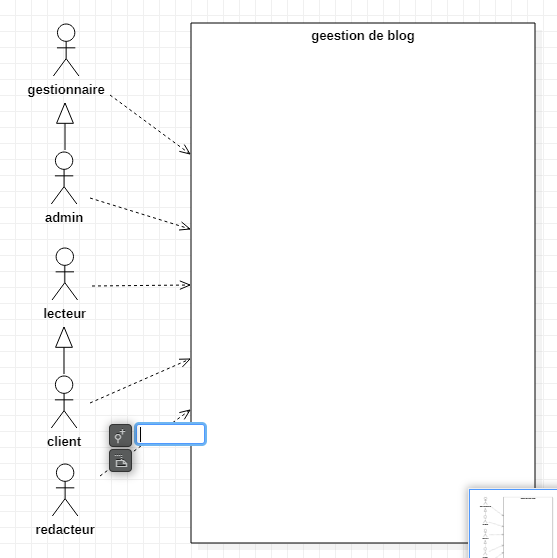 geestion de blog
gestionnaire
admin
lecteur
client
redacteur